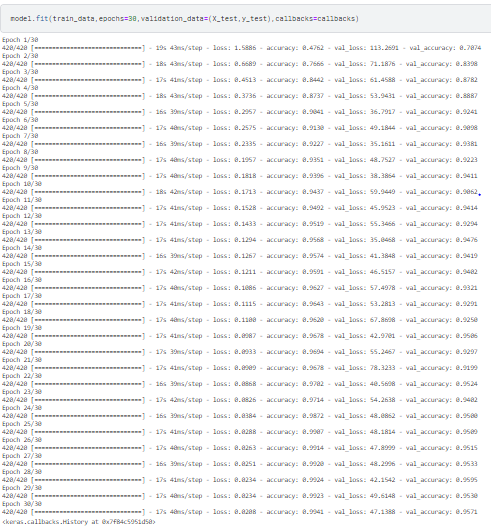 model.fit(train_data,epochs=30,validation_data=(X_test,y_test),callbacks=callbacks)
Epoch 1/30
420/420 [==============================] - 19s 43ms/step - loss: 1.5886 - accuracy: 0.4762 - val_loss: 113.2691 - val_accuracy: 0.7074
Epoch 2/30
420/420 [==============================] - 18s 43ms/step - loss: 0.6689 - accuracy: 0.7666 - val_loss: 71.1876 - val_accuracy: 0.8398
Epoch 3/30
420/420 [==============================] - 17s 41ms/step - loss: 0.4513 - accuracy: 0.8442 - val_loss: 61.4588 - val_accuracy: 0.8782
Epoch 4/30
420/420 [==============================] - 18s 43ms/step - loss: 0.3736 - accuracy: 0.8737 - val_loss: 53.9431 - val_accuracy: 0.8887
Epoch 5/30
420/420 [==============================] - 16s 39ms/step - loss: 0.2957 - accuracy: 0.9041 - val_loss: 36.7917 - val_accuracy: 0.9241
Epoch 6/30
420/420 [==============================] - 17s 40ms/step - loss: 0.2575 - accuracy: 0.9130 - val_loss: 49.1844 - val_accuracy: 0.9098
Epoch 7/30
420/420 [==============================] - 16s 39ms/step - loss: 0.2335 - accuracy: 0.9227 - val_loss: 35.1611 - val_accuracy: 0.9381
Epoch 8/30
420/420 [==============================] - 17s 40ms/step - loss: 0.1957 - accuracy: 0.9351 - val_loss: 48.7527 - val_accuracy: 0.9223
Epoch 9/30
420/420 [==============================] - 17s 40ms/step - loss: 0.1818 - accuracy: 0.9396 - val_loss: 38.3864 - val_accuracy: 0.9411
Epoch 10/30
420/420 [==============================] - 18s 42ms/step - loss: 0.1713 - accuracy: 0.9437 - val_loss: 59.9449 - val_accuracy: 0.9062
Epoch 11/30
420/420 [==============================] - 17s 41ms/step - loss: 0.1528 - accuracy: 0.9492 - val_loss: 45.9523 - val_accuracy: 0.9414
Epoch 12/30
420/420 [==============================] - 17s 41ms/step - loss: 0.1433 - accuracy: 0.9519 - val_loss: 55.3466 - val_accuracy: 0.9294
Epoch 13/30
420/420 [==============================] - 17s 40ms/step - loss: 0.1294 - accuracy: 0.9568 - val_loss: 35.0468 - val_accuracy: 0.9476
Epoch 14/30
420/420 [==============================] - 16s 39ms/step - loss: 0.1267 - accuracy: 0.9574 - val_loss: 41.3848 - val_accuracy: 0.9419
Epoch 15/30
420/420 [==============================] - 17s 42ms/step - loss: 0.1211 - accuracy: 0.9591 - val_loss: 46.5157 - val_accuracy: 0.9402
Epoch 16/30
420/420 [==============================] - 17s 40ms/step - loss: 0.1086 - accuracy: 0.9627 - val_loss: 57.4978 - val_accuracy: 0.9321
Epoch 17/30
420/420 [==============================] - 17s 41ms/step - loss: 0.1115 - accuracy: 0.9643 - val_loss: 53.2813 - val_accuracy: 0.9291
Epoch 18/30
420/420 [==============================] - 17s 40ms/step - loss: 0.1100 - accuracy: 0.9620 - val_loss: 67.8698 - val_accuracy: 0.9250
Epoch 19/30
420/420 [==============================] - 17s 41ms/step - loss: 0.0987 - accuracy: 0.9678 - val_loss: 42.9701 - val_accuracy: 0.9506
Epoch 20/30
420/420 [==============================] - 17s 39ms/step - loss: 0.0933 - accuracy: 0.9694 - val_loss: 55.2467 - val_accuracy: 0.9297
Epoch 21/30
420/420 [==============================] - 17s 41ms/step - loss: 0.0909 - accuracy: 0.9678 - val_loss: 78.3233 - val_accuracy: 0.9199
Epoch 22/30
420/420 [==============================] - 16s 39ms/step - loss: 0.0868 - accuracy: 0.9702 - val_loss: 40.5698 - val_accuracy: 0.9524
Epoch 23/30
420/420 [==============================] - 17s 42ms/step - loss: 0.0826 - accuracy: 0.9714 - val_loss: 54.2638 - val_accuracy: 0.9402
Epoch 24/30
420/420 [==============================] - 16s 39ms/step - loss: 0.0384 - accuracy: 0.9872 - val_loss: 48.0862 - val_accuracy: 0.9500
Epoch 25/30
420/420 [==============================] - 17s 41ms/step - loss: 0.0288 - accuracy: 0.9907 - val_loss: 48.1814 - val_accuracy: 0.9509
Epoch 26/30
420/420 [==============================] - 17s 40ms/step - loss: 0.0263 - accuracy: 0.9914 - val_loss: 47.8999 - val_accuracy: 0.9515
Epoch 27/30
420/420 [==============================] - 16s 39ms/step - loss: 0.0251 - accuracy: 0.9920 - val_loss: 48.2996 - val_accuracy: 0.9533
Epoch 28/30
420/420 [==============================] - 17s 41ms/step - loss: 0.0234 - accuracy: 0.9924 - val_loss: 42.1542 - val_accuracy: 0.9595
Epoch 29/30
420/420 [==============================] - 17s 40ms/step - loss: 0.0234 - accuracy: 0.9923 - val_loss: 49.6148 - val_accuracy: 0.9530
Epoch 30/30
420/420 [==============================] - 17s 40ms/step - loss: 0.0208 - accuracy: 0.9941 - val_loss: 47.1388 - val_accuracy: 0.9571
<keras.callbacks.History at 0x7f84c5951d50>